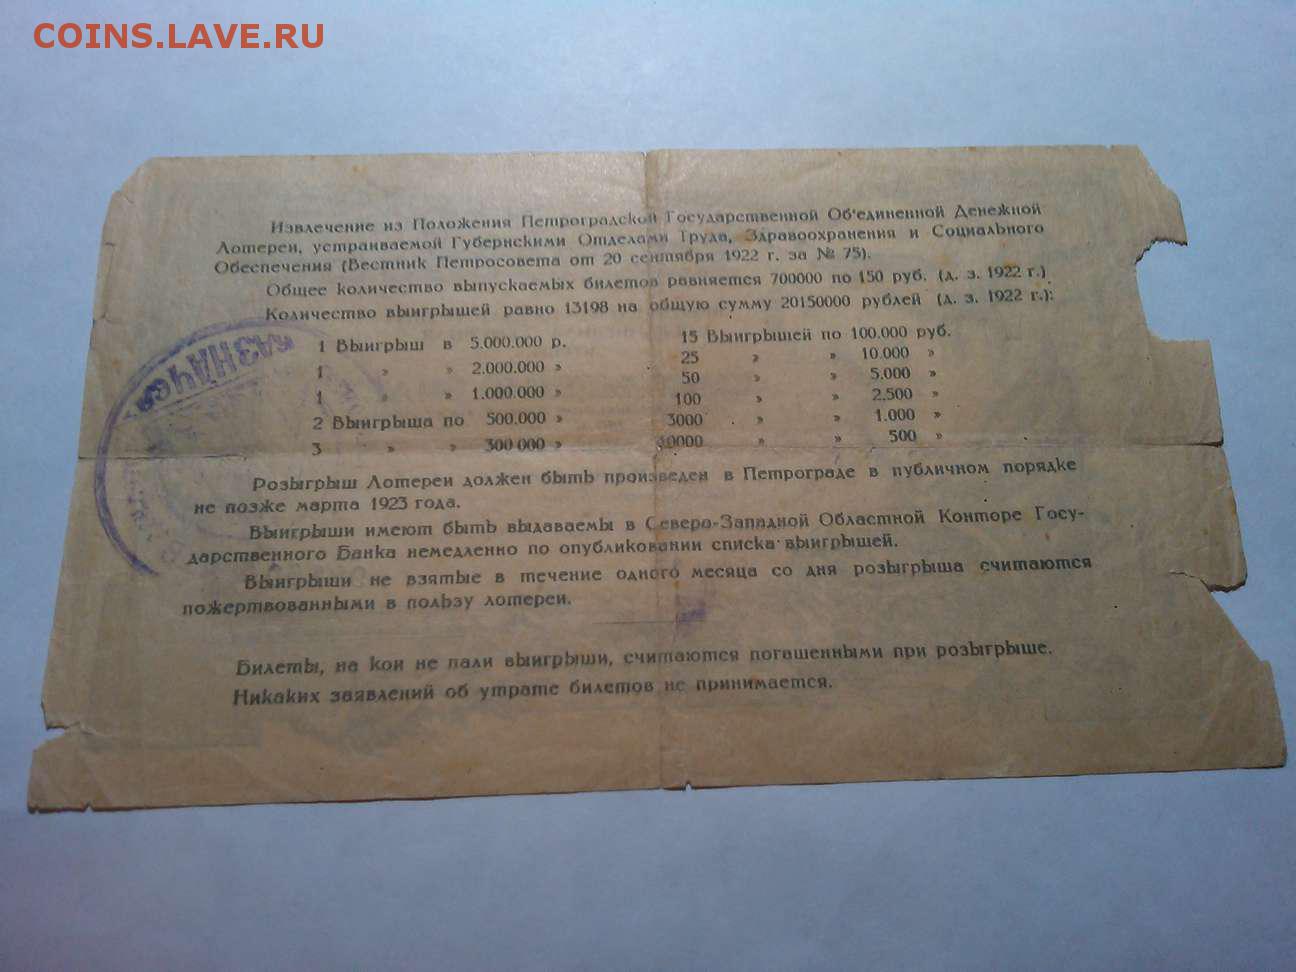 COINS.LAVE.RU
Извлечение из Положения Петроградской Государственной Об'единенной Денежной
Лотереи, устраиваемой Губернскими Отделами Труда, Здравоохранения и Социального
Обеспечения (Вестник Петросовета от 20 сентября 1922 г. за № 75).
Общее количество выпускаемых билетов равняется 700000 по 150 руб. (д. з. 1922 г.)
Количество выигрышей равно 13198 на общую сумму 20150000 рублей (д. з. 1922 г.):
1 Выигрыш в 5.000.000 р.
1 » » 2.000.000 »
1 » » 1.000.000 »
2 Выигрыша по 500.000 »
3 » » 300 000 »
15 Выигрышей по 100.000 руб.
25 » » 10.000 »
50 » » 5.000 »
100 » » 2.500 »
3000 » » 1.000 »
10000 » » 500 »
Розыгрыш Лотереи должен быть произведен в Петрограде в публичном порядке
не позже марта 1923 года.
Выигрыши имеют быть выдаваемы в Северо-Западной Областной Конторе Госу-
дарственного Банка немедленно по опубликовании списка выигрышей.
Выигрыши не взятые в течение одного месяца со дня розыгрыша считаются
пожертвованными в пользу лотереи.
Билеты, на кои не пали выигрыши, считаются погашенными при розыгрыше.
Никаких заявлений об утрате билетов не принимается.